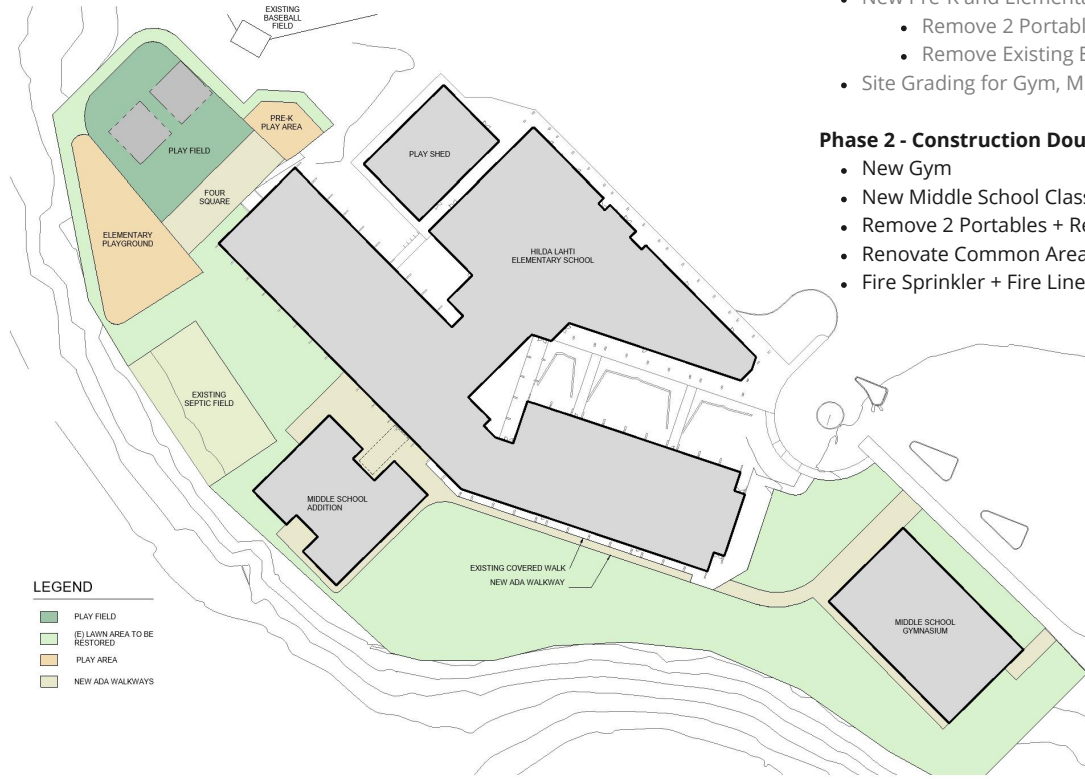 EXISTING
BASEBALL
FIELD
PRE-K
PLAY AREA
PLAY FIELD
PLAY SHED
FOUR
SQUARE
ELEMENTARY
PLAYGROUND
HILDA LAHTI
ELEMENTARY SCHOOL
EXISTING
SEPTIC FIELD
MIDDLE SCHOOL
ADDITION
EXISTING COVERED WALK
NEW ADA WALKWAY
MIDDLE SCHOOL
GYMNASIUM
LEGEND
PLAY FIELD
(E) LAWN AREA TO BE
RESTORED
PLAY AREA
NEW ADA WALKWAYS
• New Pre-K and Elementa
• Remove 2 Portabl
• Remove Existing
• Site Grading for Gym, M
Phase 2 - Construction Dou
• New Gym
• New Middle School Class
• Remove 2 Portables + Re
• Renovate Common Area
• Fire Sprinkler + Fire Line